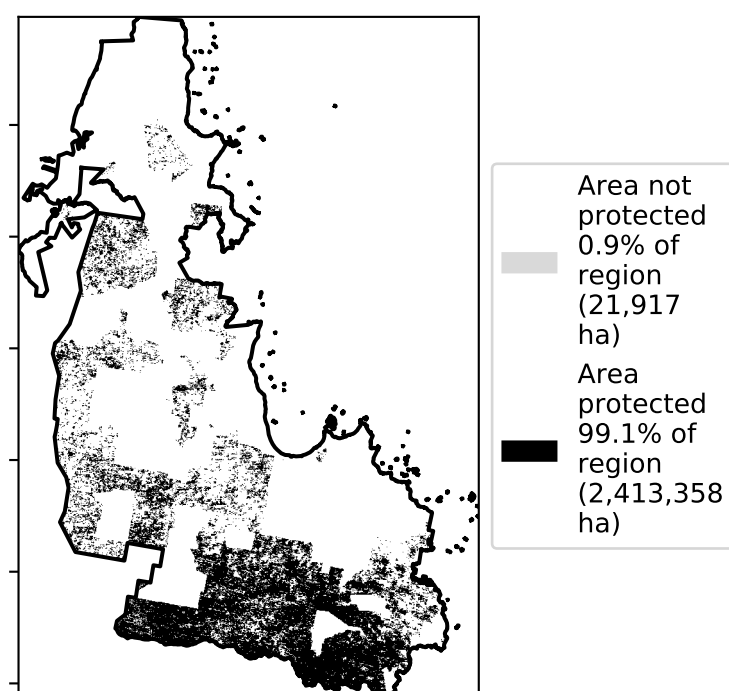 Area not
protected
0.9% of
region
(21,917
ha)
Area
protected
99.1% of
region
(2,413,358
ha)